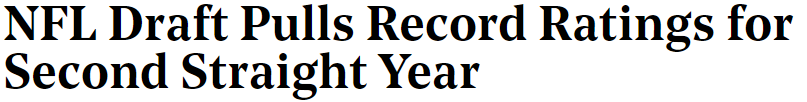 NFL Draft Pulls Record Ratings for
Second Straight Year